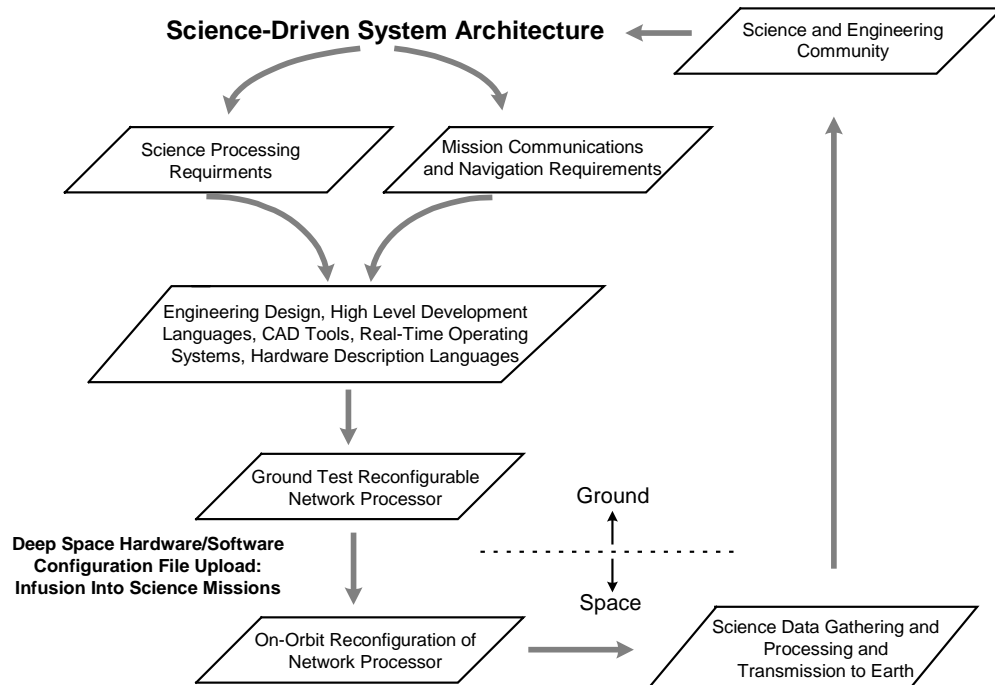 Science-Driven System Architecture
Science and Engineering
Community
Science Processing
Requirments
Mission Communications
and Navigation Requirements
Engineering Design, High Level Development
Languages, CAD Tools, Real-Time Operating
Systems, Hardware Description Languages
Ground Test Reconfigurable
Network Processor
Ground
Deep Space Hardware/Software
Configuration File Upload:
Infusion Into Science Missions
Space
On-Orbit Reconfiguration of
Network Processor
Science Data Gathering and
Processing and
Transmission to Earth